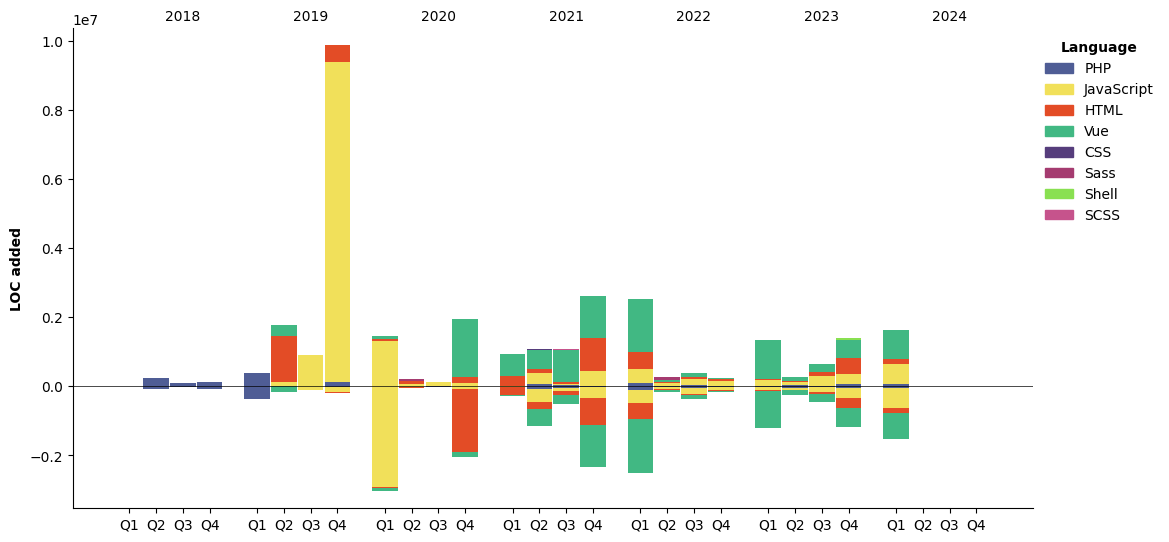 1e7
2018 2019 2020 2021 2022 2023 2024
1.0
0.8
0.6
0.4
0.2
0.0
−0.2
LOC added
Q1 Q2 Q3 Q4 Q1 Q2 Q3 Q4 Q1 Q2 Q3 Q4 Q1 Q2 Q3 Q4 Q1 Q2 Q3 Q4 Q1 Q2 Q3 Q4 Q1 Q2 Q3 Q4
Language
PHP
JavaScript
HTML
Vue
CSS
Sass
Shell
SCSS